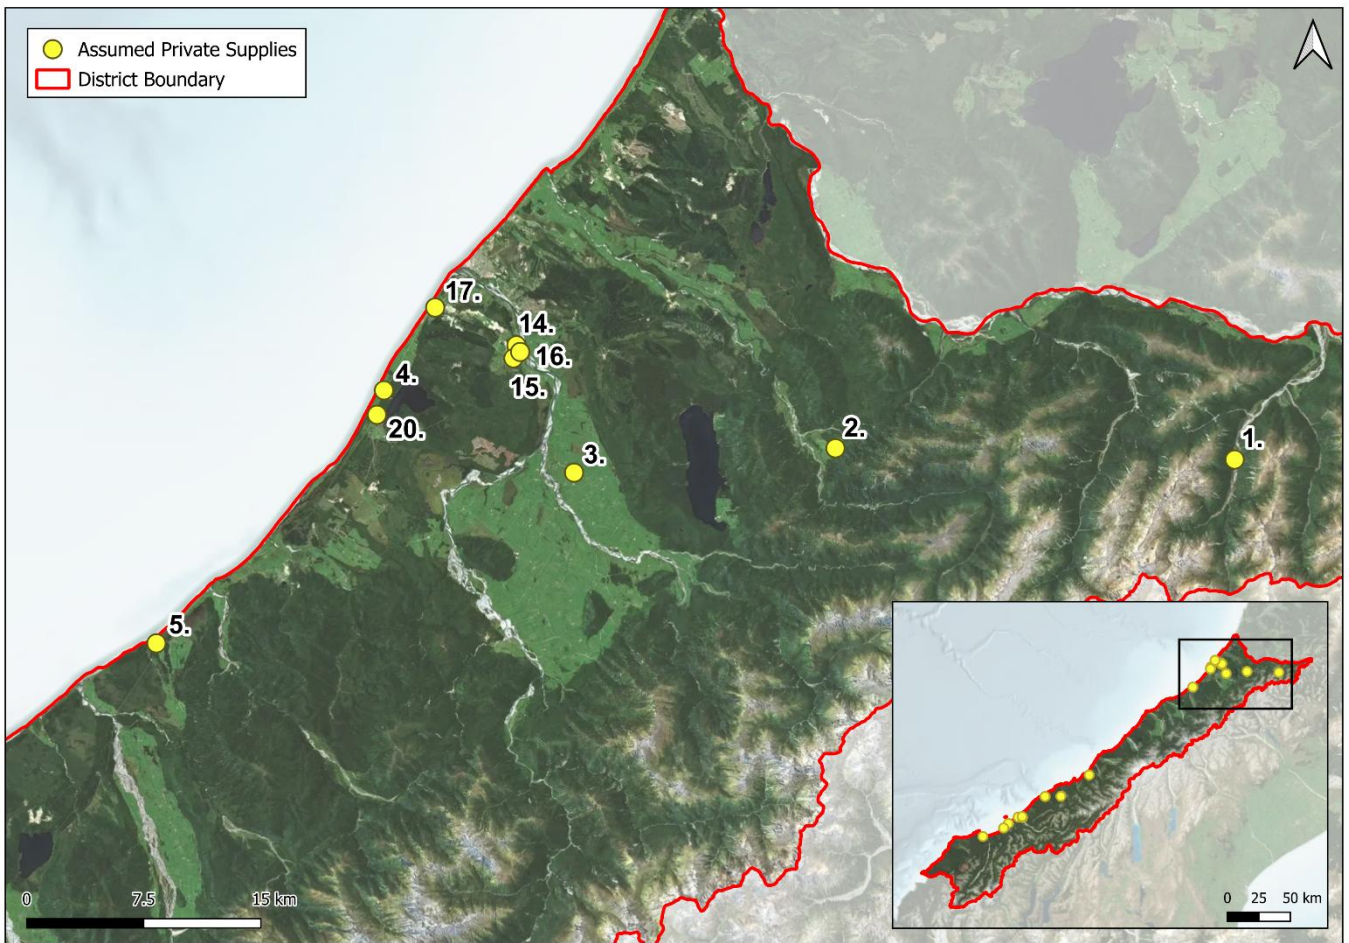 Assumed Private Supplies
District Boundary
17.
14.
16.
15.
4.
20.
2.
3.
1.
5.
0 7.5 15 km
0 25 50 km